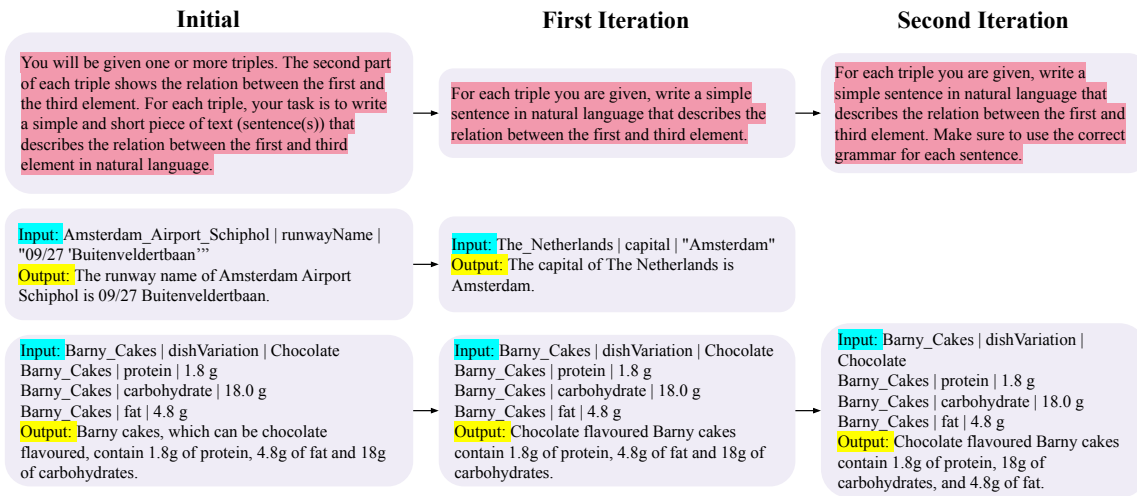 Initial
First Iteration
Second Iteration
You will be given one or more triples. The second
part of each triple shows the relation between the first and
the third element. For each triple, your task is to write
a simple and short piece of text (sentence(s)) that
describes the relation between the first and third
element in natural language.
For each triple you are given, write a simple
sentence in natural language that describes the
relation between the first and third element.
For each triple you are given, write a
simple sentence in natural language that
describes the relation between the first and
third element. Make sure to use the correct
grammar for each sentence.
Input: Amsterdam_Airport_Schiphol | runwayName |
"09/27 'Buitenveldertbaan'”
Output: The runway name of Amsterdam Airport
Schiphol is 09/27 Buitenveldertbaan.
Input: The_Netherlands | capital | "Amsterdam"
Output: The capital of The Netherlands is
Amsterdam.
Input: Barny_Cakes | dishVariation | Chocolate
Barny_Cakes | protein | 1.8 g
Barny_Cakes | carbohydrate | 18.0 g
Barny_Cakes | fat | 4.8 g
Output: Barny cakes, which can be chocolate
flavoured, contain 1.8g of protein, 4.8g of fat and 18g
of carbohydrates.
Input: Barny_Cakes | dishVariation | Chocolate
Barny_Cakes | protein | 1.8 g
Barny_Cakes | carbohydrate | 18.0 g
Barny_Cakes | fat | 4.8 g
Output: Chocolate flavoured Barny cakes
contain 1.8g of protein, 4.8g of fat and 18g of
carbohydrates.
Input: Barny_Cakes | dishVariation |
Chocolate
Barny_Cakes | protein | 1.8 g
Barny_Cakes | carbohydrate | 18.0 g
Barny_Cakes | fat | 4.8 g
Output: Chocolate flavoured Barny cakes
contain 1.8g of protein, 18g of
carbohydrates, and 4.8g of fat.